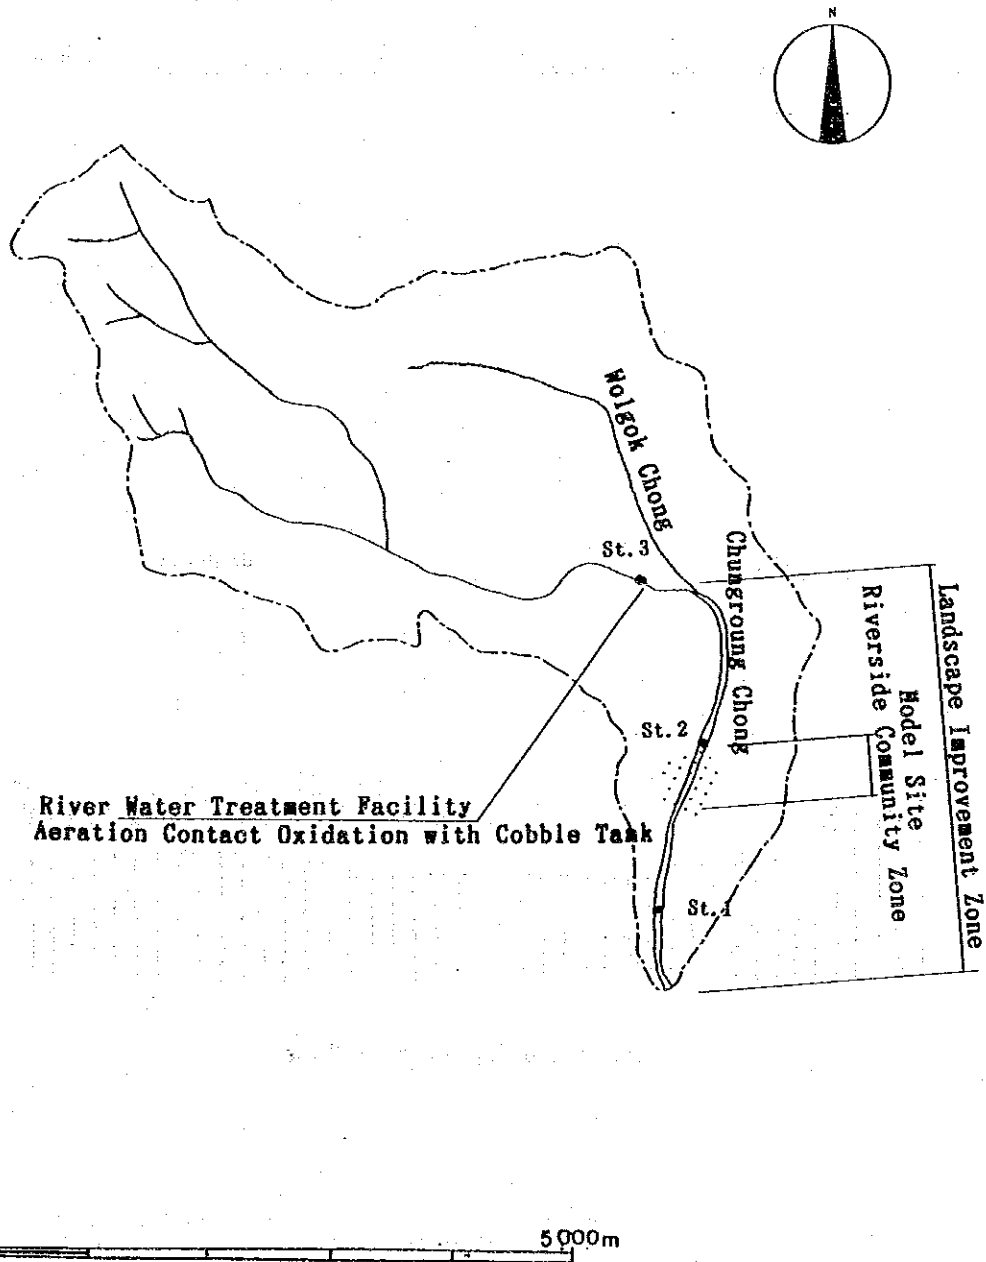 N
Wolgok Chong
St.3
Chungroung Chong
Landscape Improvement Zone
Model Site
Riverside Community Zone
St.2
River Water Treatment Facility
Aeration Contact Oxidation with Cobble Tank
St.1
5000m